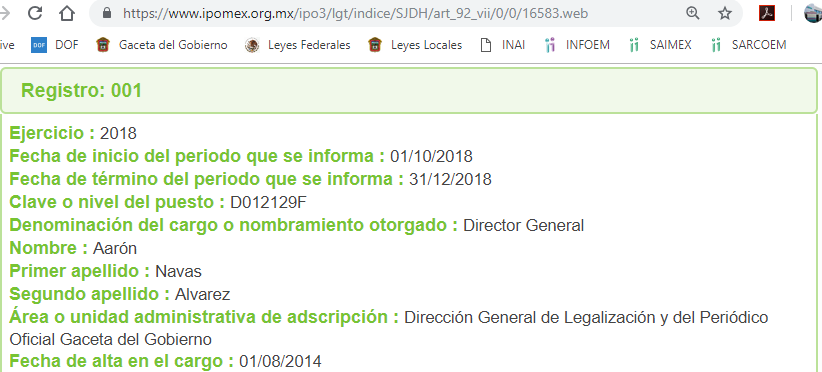 https://www.ipomex.org.mx/ipo3/lgt/indice/SJDH/art_92_vii/0/0/16583.web
ive DOF DOF Gaceta del Gobierno Leyes Federales Leyes Locales INAI INFOEM SAIMEX SARCOEM
Registro: 001
Ejercicio : 2018
Fecha de inicio del periodo que se informa : 01/10/2018
Fecha de término del periodo que se informa : 31/12/2018
Clave o nivel del puesto : D012129F
Denominación del cargo o nombramiento otorgado : Director General
Nombre : Aarón
Primer apellido : Navas
Segundo apellido : Alvarez
Área o unidad administrativa de adscripción : Dirección General de Legalización y del Periódico
Oficial Gaceta del Gobierno
Fecha de alta en el cargo : 01/08/2014